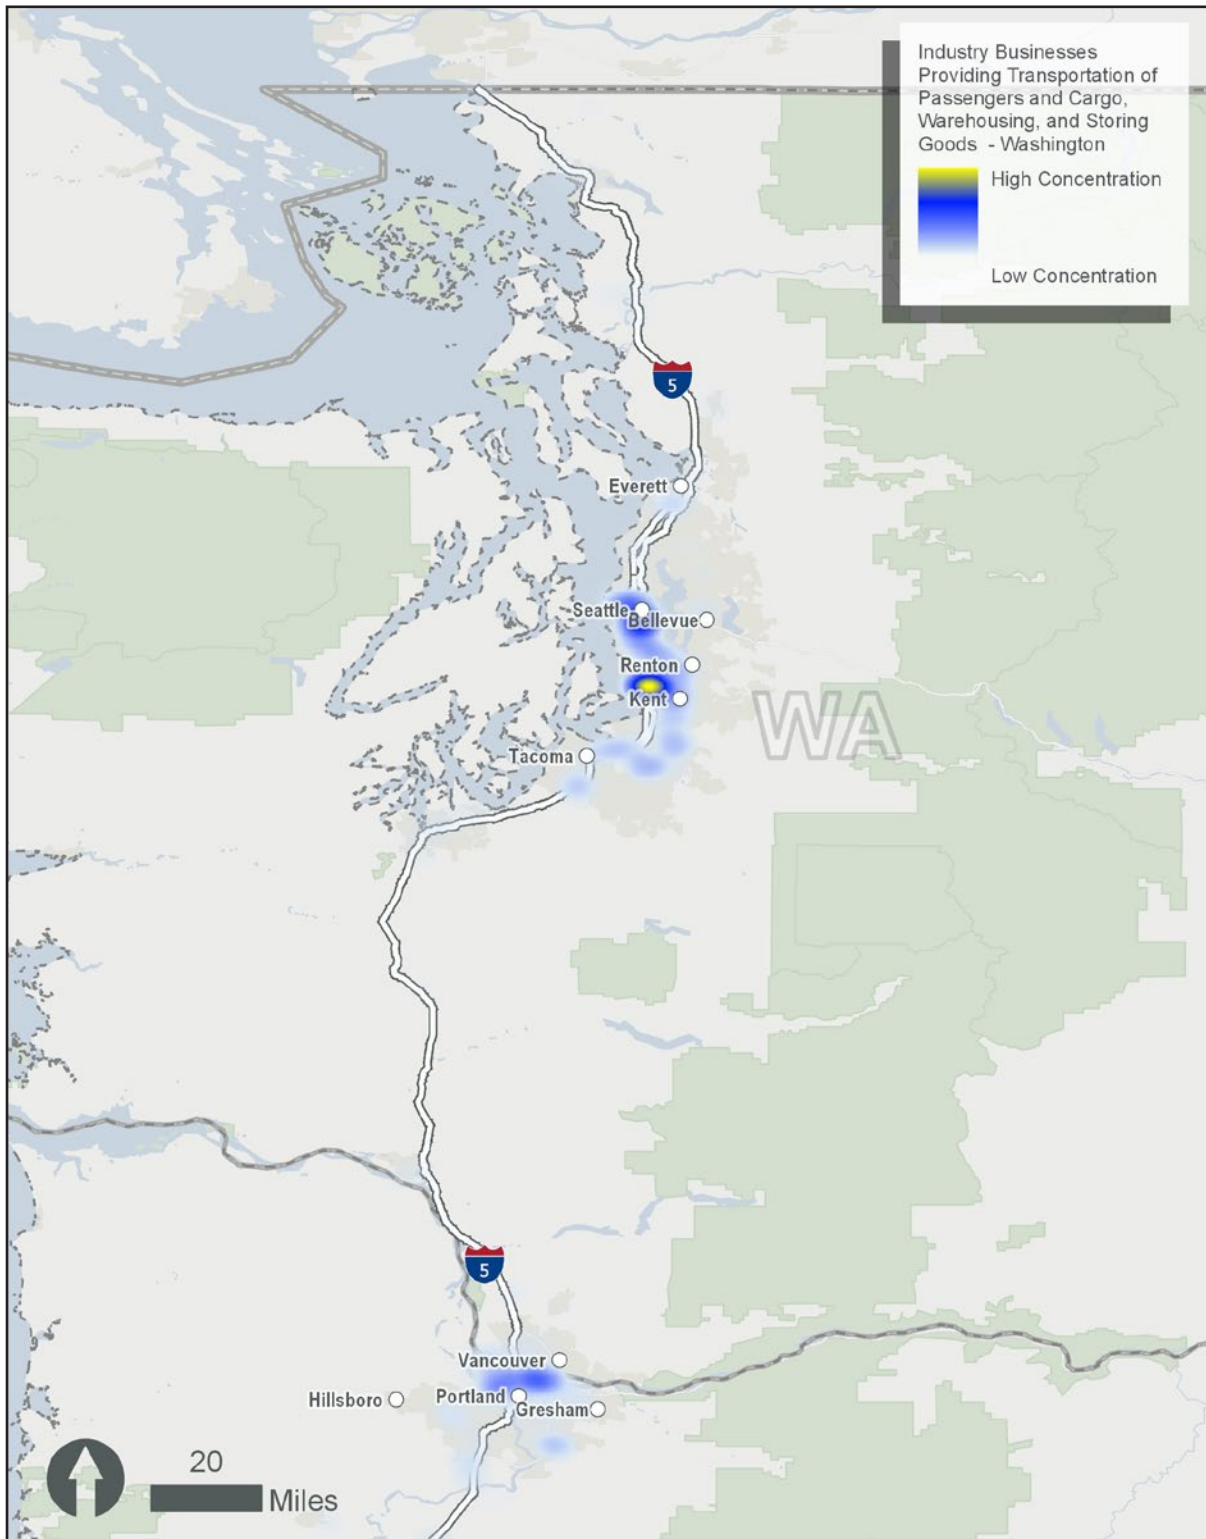 Industry Businesses
Providing Transportation of
Passengers and Cargo,
Warehousing, and Storing
Goods - Washington
High Concentration
Low Concentration
5
Everett
Seattle
Bellevue
Renton
Kent
WA
Tacoma
5
Vancouver
Hillsboro
Portland
Gresham
20
Miles